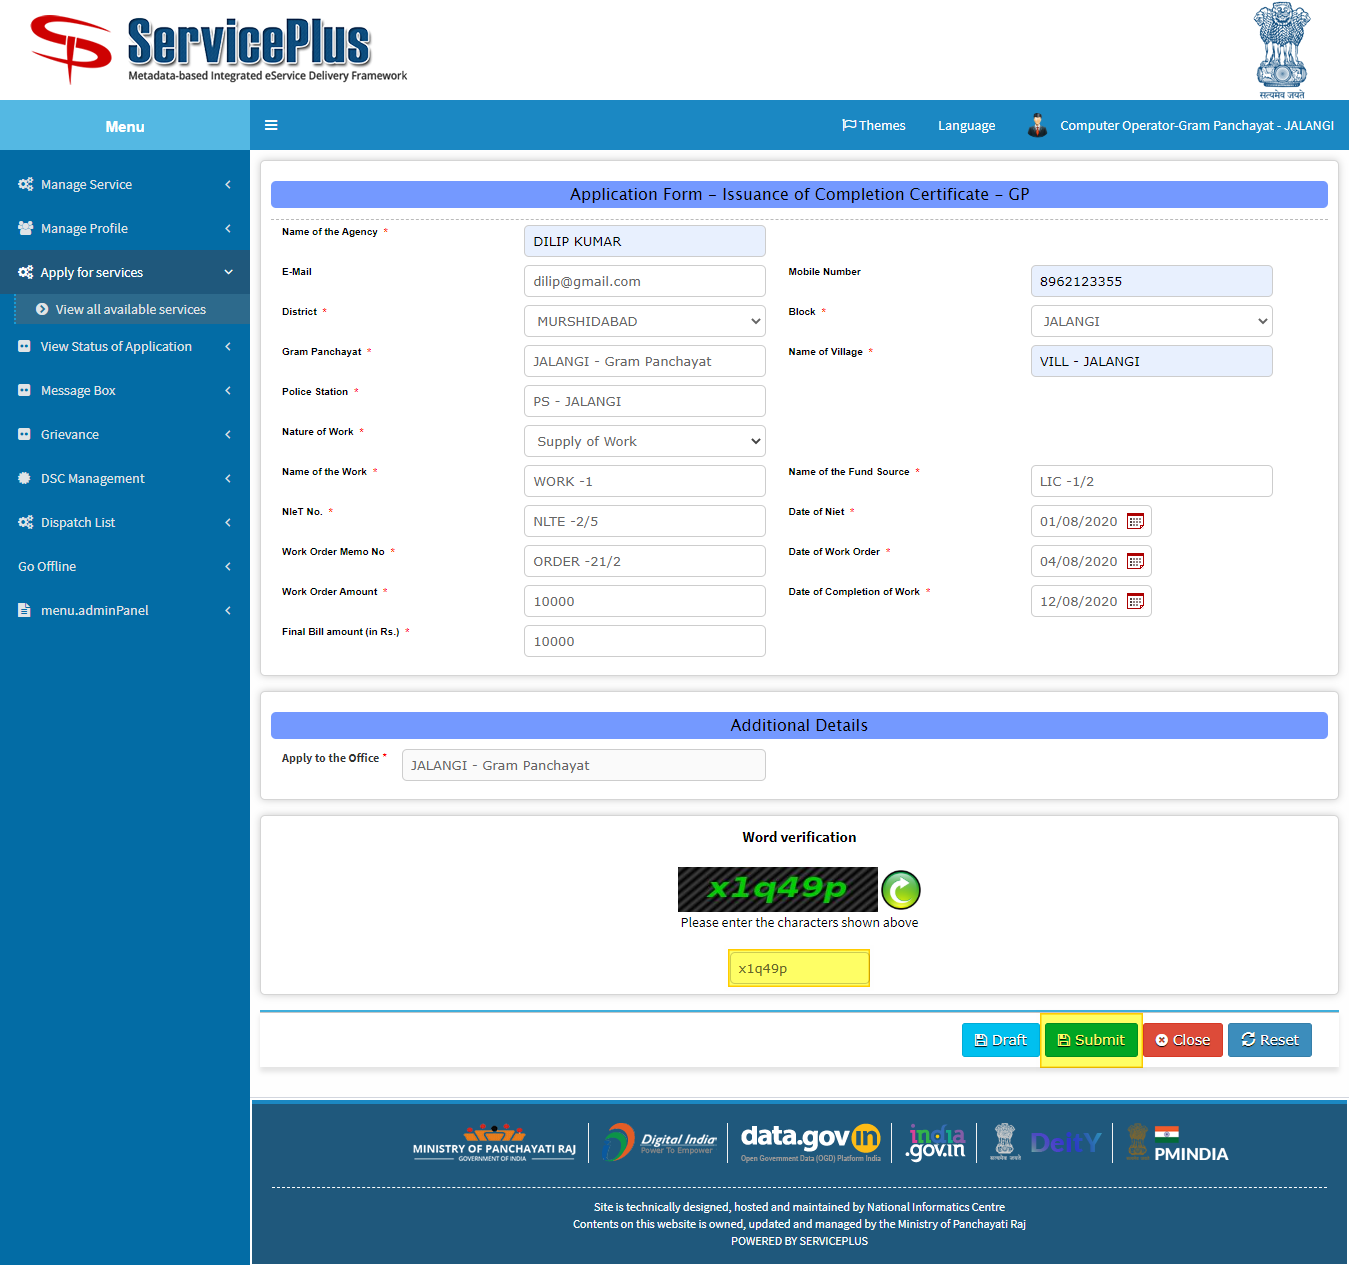 ServicePlus
Metadata-based Integrated eService Delivery Framework
सत्यमेव जयते
Menu
Themes Language Computer Operator-Gram Panchayat - JALANGI
Manage Service
Manage Profile
Apply for services
View all available services
View Status of Application
Message Box
Grievance
DSC Management
Dispatch List
Go Offline
menu.adminPanel
Application Form - Issuance of Completion Certificate - GP
Name of the Agency * DILIP KUMAR
E-Mail dilip@gmail.com Mobile Number 8962123355
District * MURSHIDABAD Block * JALANGI
Gram Panchayat * JALANGI - Gram Panchayat Name of Village * VILL - JALANGI
Police Station * PS - JALANGI
Nature of Work * Supply of Work
Name of the Work * WORK -1 Name of the Fund Source * LIC -1/2
NIeT No. * NLTE -2/5 Date of Niet * 01/08/2020
Work Order Memo No * ORDER -21/2 Date of Work Order * 04/08/2020
Work Order Amount * 10000 Date of Completion of Work * 12/08/2020
Final Bill amount (in Rs.) * 10000
Additional Details
Apply to the Office * JALANGI - Gram Panchayat
Word verification
x1q49p
Please enter the characters shown above
x1q49p
Draft Submit Close Reset
MINISTRY OF PANCHAYATI RAJ
GOVERNMENT OF INDIA
Digital India
Power To Empower
data.gov in
Open Government Data (OGD) Platform India
india
.gov.in
सत्यमेव जयते
DeitY
PMINDIA
Site is technically designed, hosted and maintained by National Informatics Centre
Contents on this website is owned, updated and managed by the Ministry of Panchayati Raj
POWERED BY SERVICEPLUS